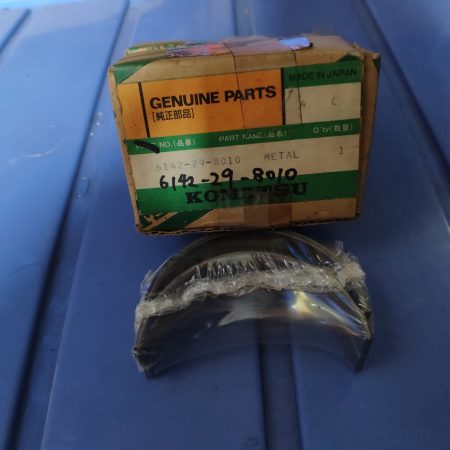 MADE IN JAPAN
GENUINE PARTS
[純正部品]
C
NO.(品番) PART NAME(品名) Q'ty(数量)
6142-29-8010 METAL 1
6142-29-8010
KOMATSU